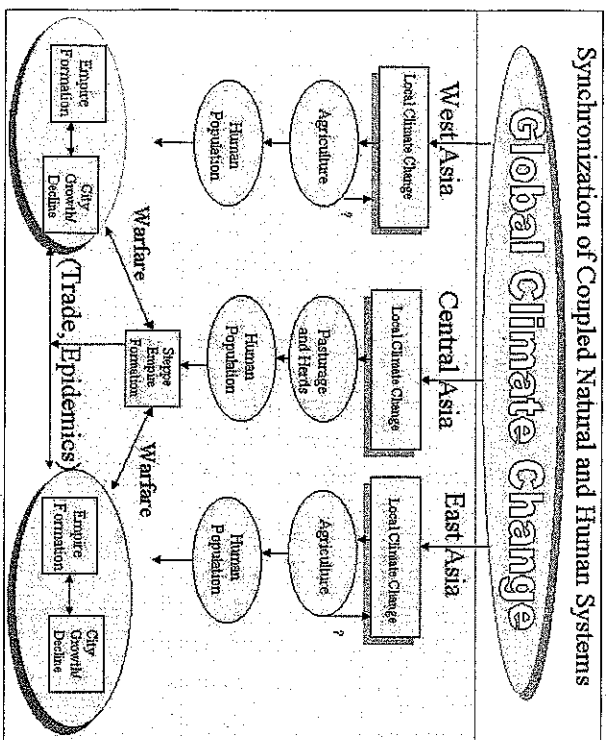 Synchronization of Coupled Natural and Human Systems
Global Climate Change
West Asia
Central Asia
East Asia
Local Climate Change
Local Climate Change
Local Climate Change
Agriculture
?
Pasturage
and Herds
Agriculture
?
Human
Population
Human
Population
Human
Population
Steppe
Empire
Formation
Warfare
Warfare
Empire
Formation
City
Growth/
Decline
(Trade, Epidemics)
Empire
Formation
City
Growth/
Decline